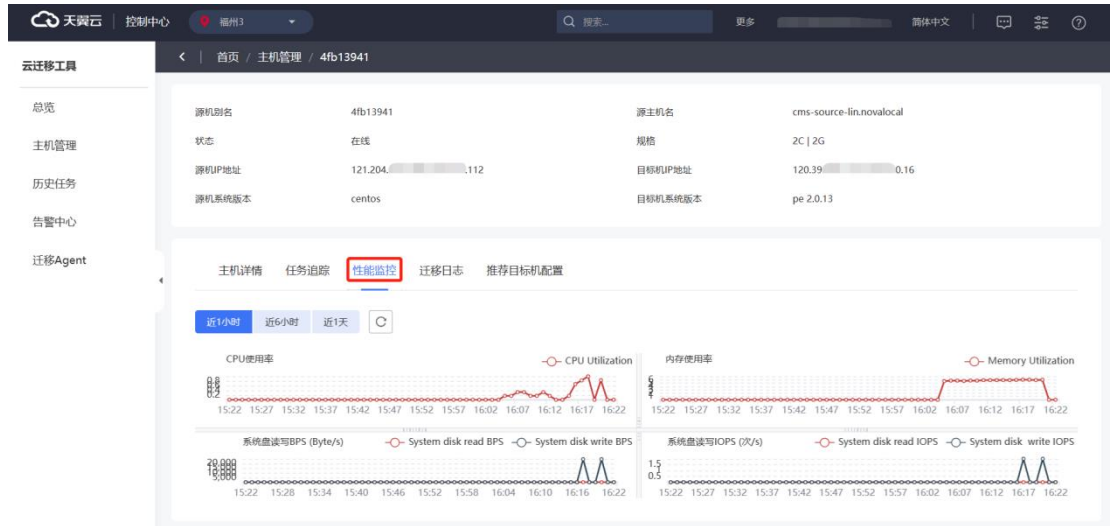 天翼云 控制中心 福州3 搜索... 更多 简体中文
云迁移工具
首页 / 主机管理 / 4fb13941
总览
主机管理
历史任务
告警中心
迁移Agent
源机别名 4fb13941 源主机名 cms-source-lin.novalocal
状态 在线 规格 2C | 2G
源机IP地址 121.204. .112 目标机IP地址 120.39 0.16
源机系统版本 centos 目标机系统版本 pe 2.0.13
主机详情 任务追踪 性能监控 迁移日志 推荐目标机配置
近1小时 近6小时 近1天
CPU使用率 CPU Utilization
0.8
0.2
15:22 15:27 15:32 15:37 15:42 15:47 15:52 15:57 16:02 16:07 16:12 16:17 16:22
内存使用率 Memory Utilization
6
15:22 15:27 15:32 15:37 15:42 15:47 15:52 15:57 16:02 16:07 16:12 16:17 16:22
系统盘读写BPS (Byte/s) System disk read BPS System disk write BPS
20,000
5,000
15:22 15:28 15:34 15:40 15:46 15:52 15:58 16:04 16:10 16:16 16:22
系统盘读写IOPS (次/s) System disk read IOPS System disk write IOPS
1.5
0.5
15:22 15:27 15:32 15:37 15:42 15:47 15:52 15:57 16:02 16:07 16:12 16:17 16:22